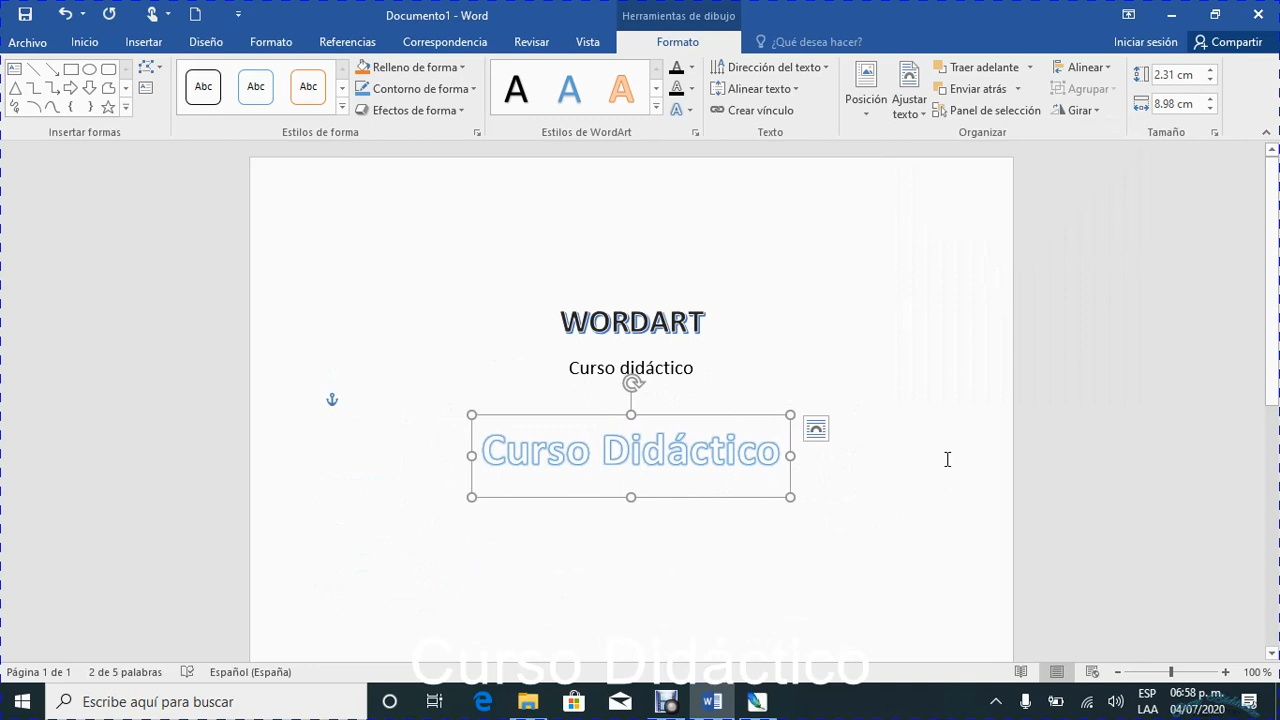 Documento1 - Word
Herramientas de dibujo
Archivo Inicio Insertar Diseño Formato Referencias Correspondencia Revisar Vista Formato ¿Qué desea hacer? Iniciar sesión Compartir
Abc Abc Abc
Relleno de forma
Contorno de forma
Efectos de forma
A A A
A
A
A
Dirección del texto
Alinear texto
Crear vínculo
Posición
Ajustar
texto
Traer adelante
Enviar atrás
Panel de selección
Alinear
Agrupar
Girar
2.31 cm
8.98 cm
Insertar formas Estilos de forma Estilos de WordArt Texto Organizar Tamaño
WORDART
Curso didáctico
Curso Didáctico
Curso Didáctico
Página 1 de 1 2 de 5 palabras Español (España) 100 %
Escribe aquí para buscar
ESP 06:58 p. m.
LAA 04/07/2020